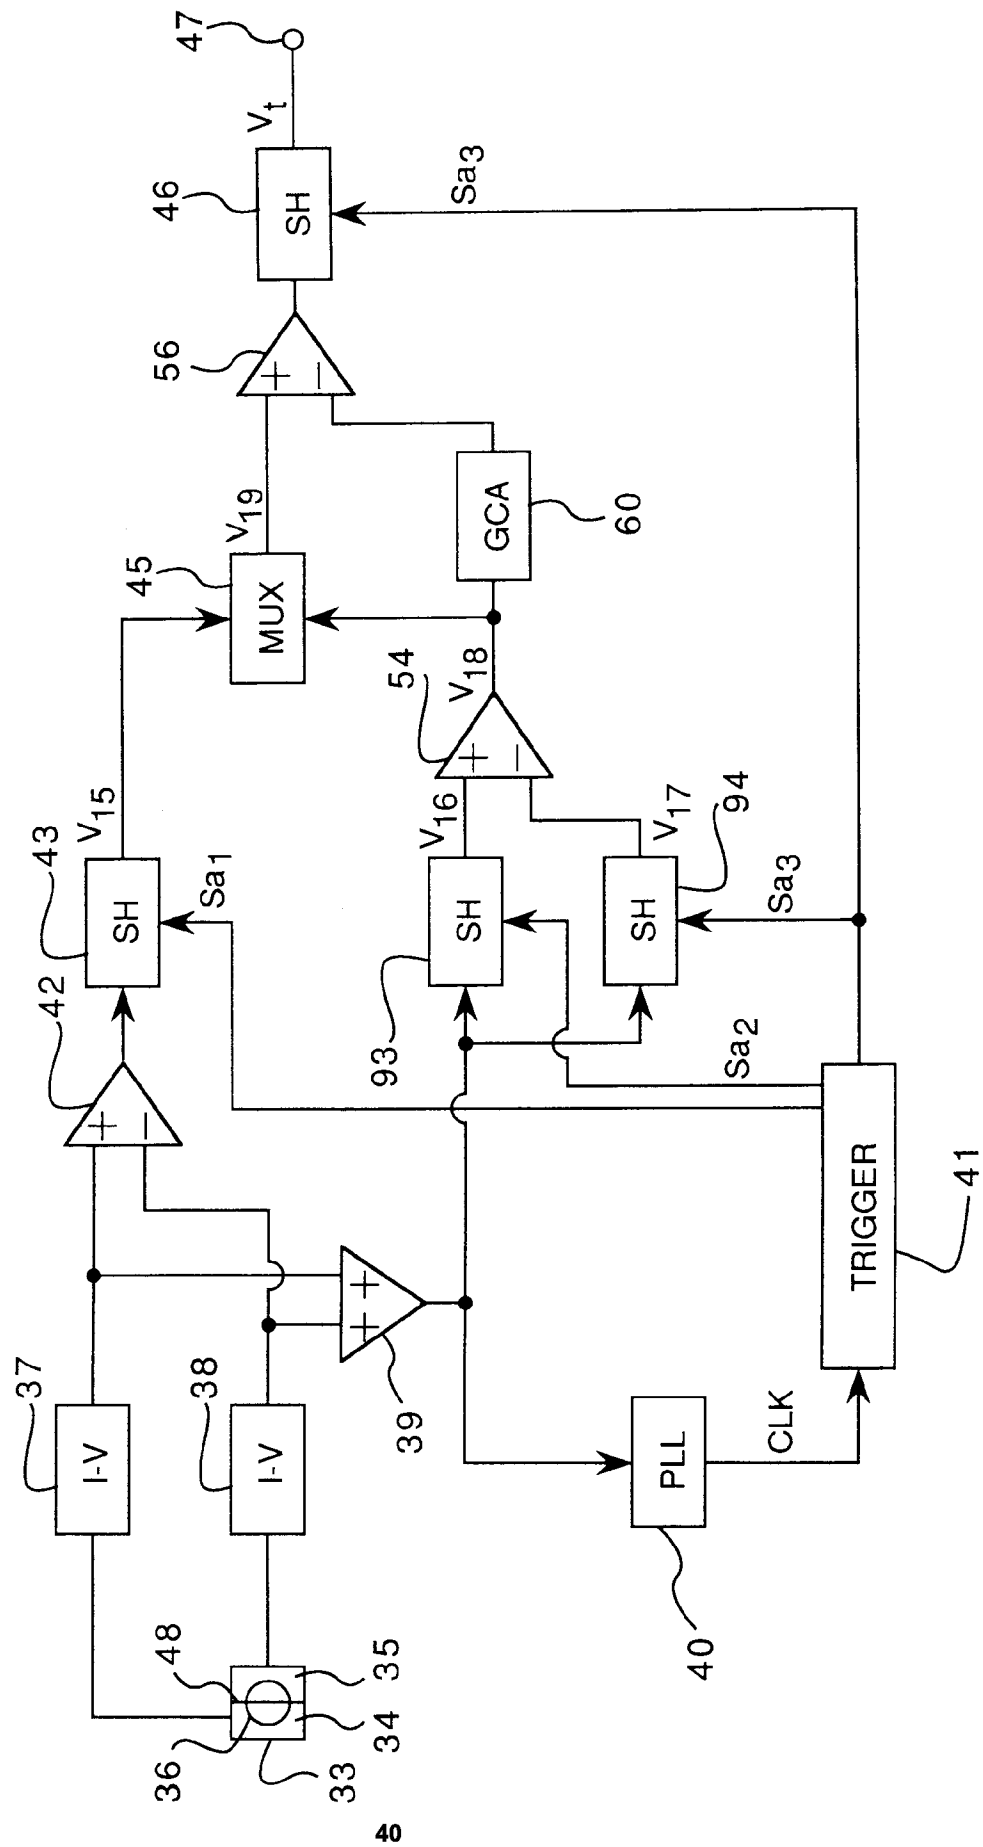 37
I-V
38
I-V
48
36
33
34
35
42
+
−
39
+
+
43
SH
V15
Sa1
93
SH
V16
94
SH
V17
Sa2
Sa3
54
+
−
V18
45
MUX
V19
GCA
60
56
+
−
46
SH
Vt
47
Sa3
PLL
40
CLK
TRIGGER
41
40